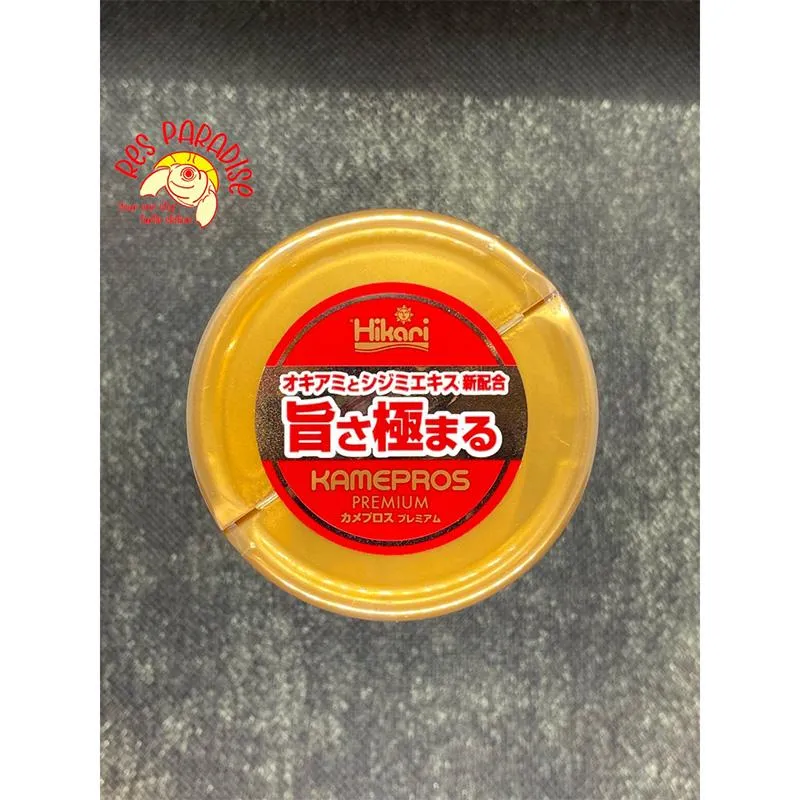 RES PARADISE
Hikari
オキアミとシジミエキス 新配合
旨さ極まる
KAMEPROS
PREMIUM
カメプロス プレミアム